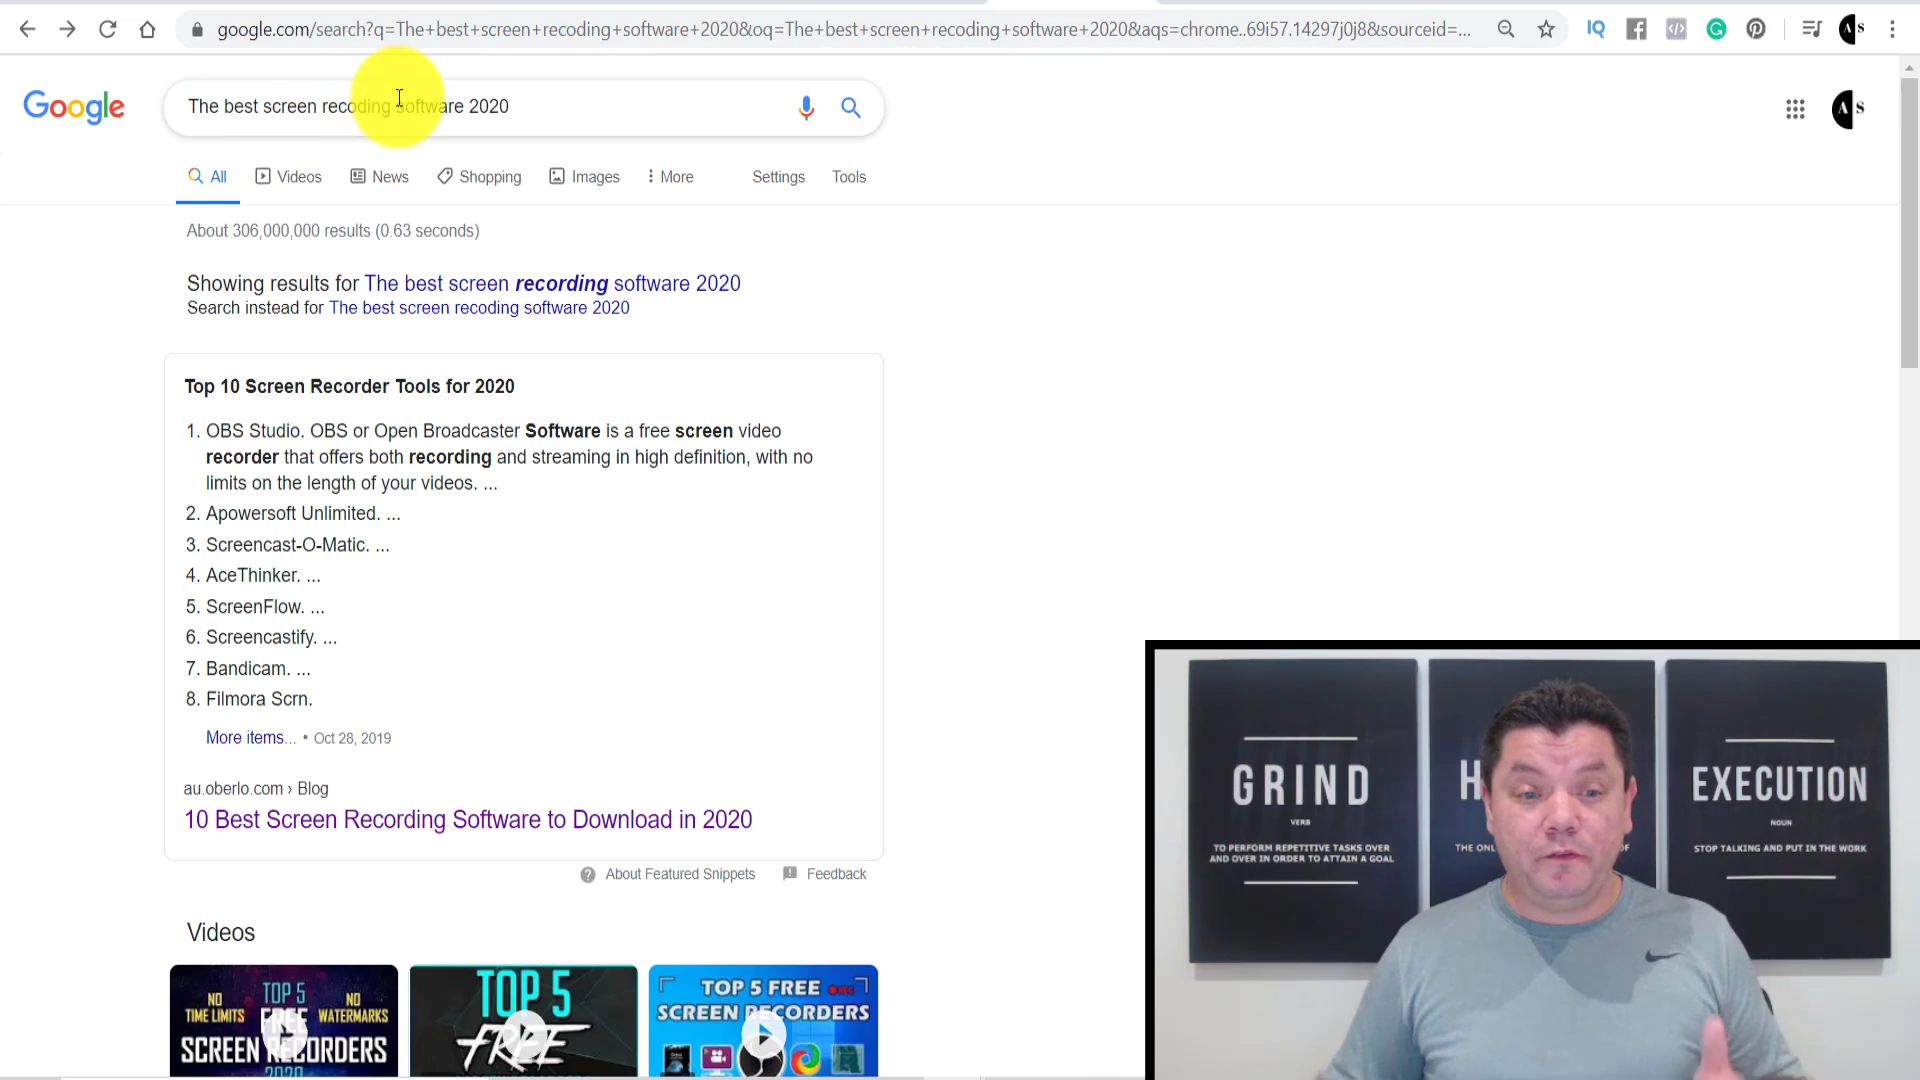 google.com/search?q=The+best+screen+recoding+software+2020&oq=The+best+screen+recoding+software+2020&aqs=chrome..69i57.14297j0j8&sourceid=...
Google
The best screen recoding software 2020
All
Videos
News
Shopping
Images
More
Settings
Tools
About 306,000,000 results (0.63 seconds)
Showing results for The best screen recording software 2020
Search instead for The best screen recoding software 2020
Top 10 Screen Recorder Tools for 2020
1. OBS Studio. OBS or Open Broadcaster Software is a free screen video
recorder that offers both recording and streaming in high definition, with no
limits on the length of your videos. ...
2. Apowersoft Unlimited. ...
3. Screencast-O-Matic. ...
4. AceThinker. ...
5. ScreenFlow. ...
6. Screencastify. ...
7. Bandicam. ...
8. Filmora Scrn.
More items... • Oct 28, 2019
au.oberlo.com › Blog
10 Best Screen Recording Software to Download in 2020
About Featured Snippets
Feedback
Videos
NO TIME LIMITS
TOP 5
FREE
NO WATERMARKS
SCREEN RECORDERS
2020
TOP 5
FREE
TOP 5 FREE
SCREEN RECORDERS
GRIND
VERB
TO PERFORM REPETITIVE TASKS OVER
AND OVER IN ORDER TO ATTAIN A GOAL
H
THE ONL
OF
EXECUTION
NOUN
STOP TALKING AND PUT IN THE WORK
A S
A S
IQ